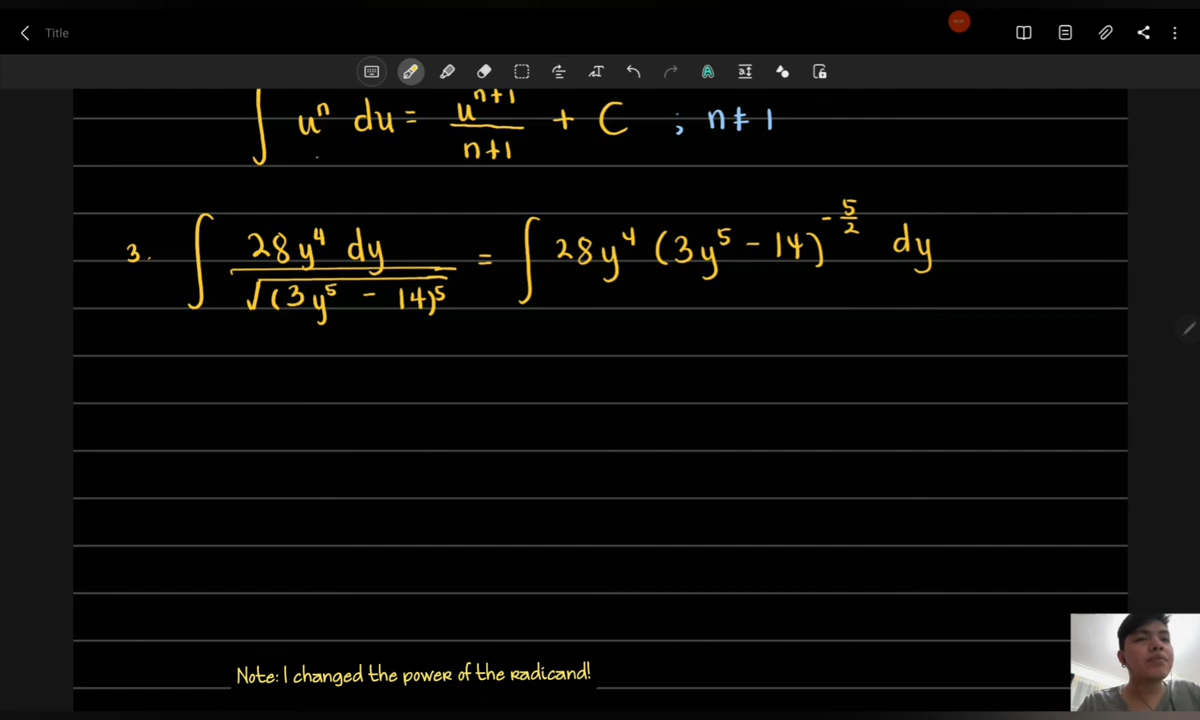 Title
∫ uⁿ du = uⁿ⁺¹/n+1 + C ; n ≠ 1
3. ∫ 28y⁴ dy / √(3y⁵ - 14)⁵ = ∫ 28y⁴ (3y⁵ - 14)^(-5/2) dy
Note: I changed the power of the radicand!